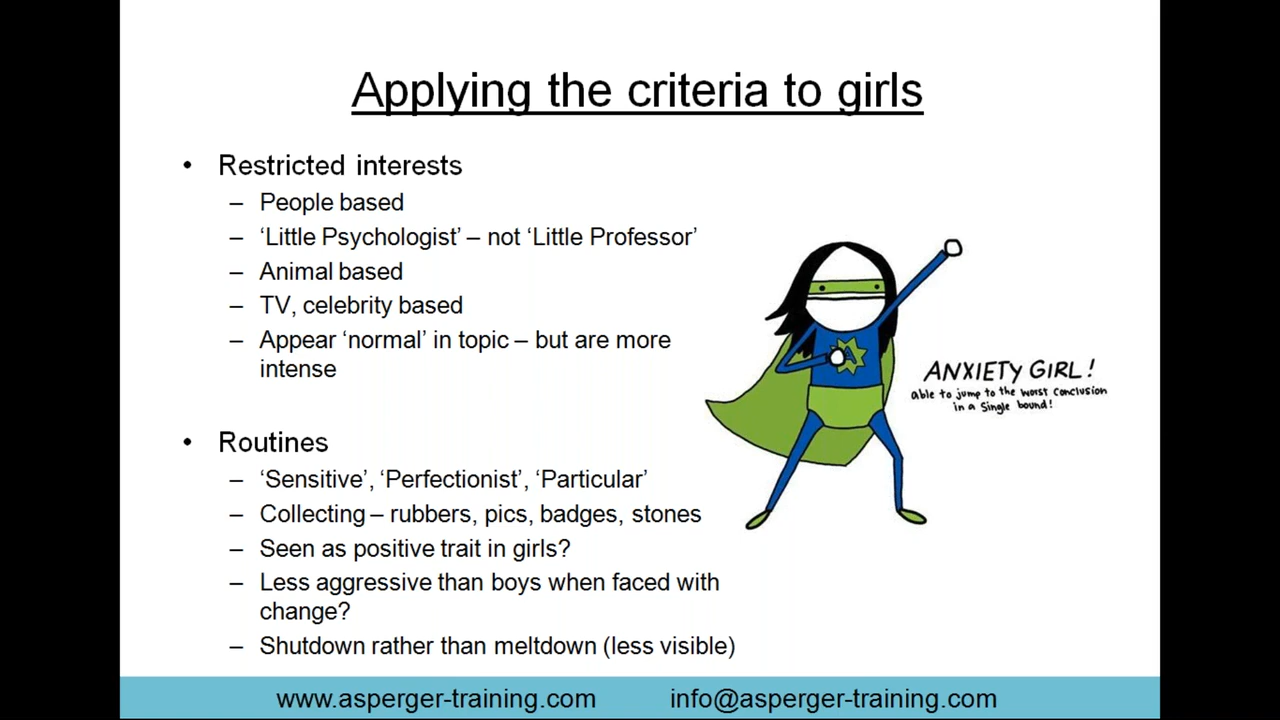 Applying the criteria to girls
• Restricted interests
– People based
– ‘Little Psychologist’ – not ‘Little Professor’
– Animal based
– TV, celebrity based
– Appear ‘normal’ in topic – but are more
intense
• Routines
– ‘Sensitive’, ‘Perfectionist’, ‘Particular’
– Collecting – rubbers, pics, badges, stones
– Seen as positive trait in girls?
– Less aggressive than boys when faced with
change?
– Shutdown rather than meltdown (less visible)
A
ANXIETY GIRL!
able to jump to the worst conclusion
in a single bound!
www.asperger-training.com info@asperger-training.com